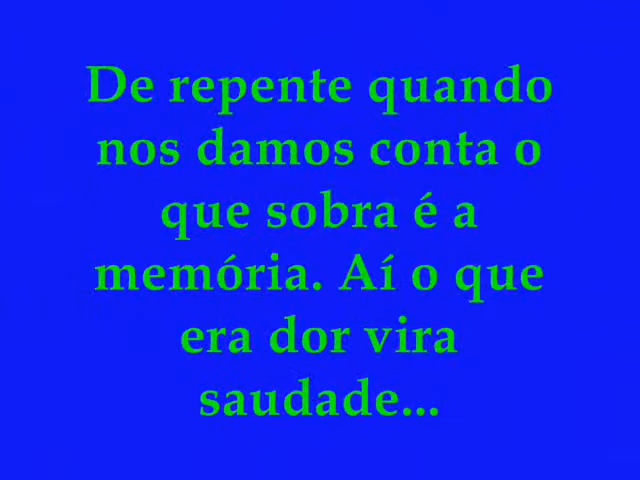 De repente quando
nos damos conta o
que sobra é a
memória. Aí o que
era dor vira
saudade...